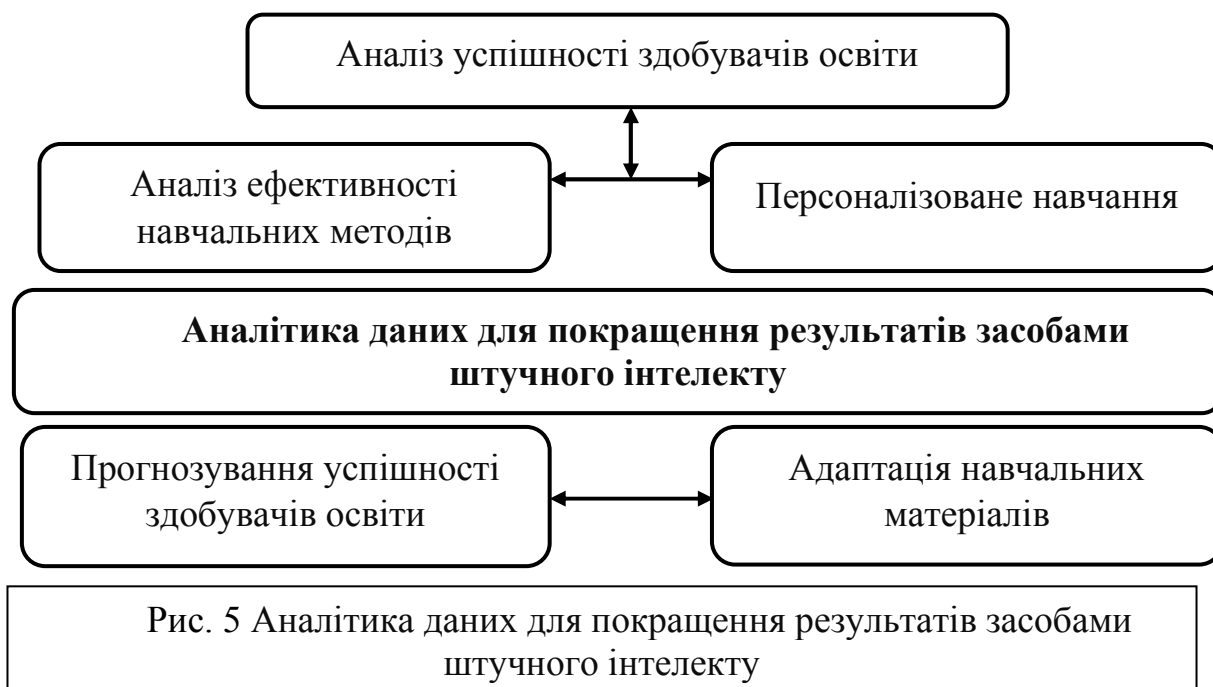 Аналіз успішності здобувачів освіти
Аналіз ефективності
навчальних методів
Персоналізоване навчання
Аналітика даних для покращення результатів засобами
штучного інтелекту
Прогнозування успішності
здобувачів освіти
Адаптація навчальних
матеріалів
Рис. 5 Аналітика даних для покращення результатів засобами
штучного інтелекту